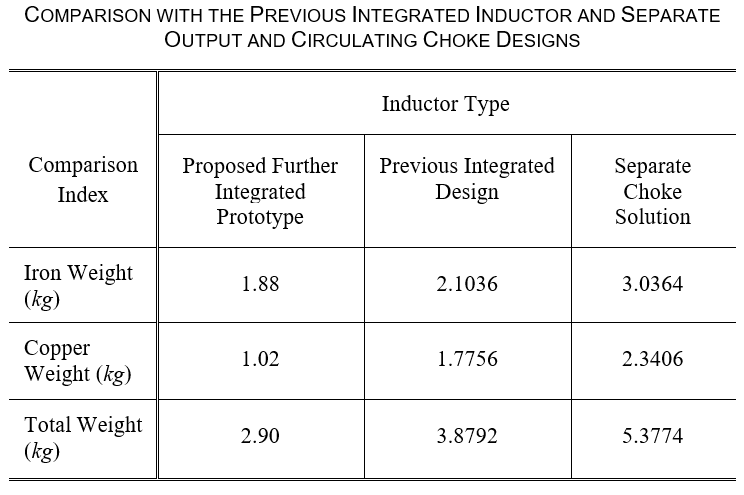 COMPARISON WITH THE PREVIOUS INTEGRATED INDUCTOR AND SEPARATE
OUTPUT AND CIRCULATING CHOKE DESIGNS
Inductor Type
Comparison
Index
Proposed Further
Integrated
Prototype
Previous Integrated
Design
Separate
Choke
Solution
Iron Weight
(kg)
1.88
2.1036
3.0364
Copper
Weight (kg)
1.02
1.7756
2.3406
Total Weight
(kg)
2.90
3.8792
5.3774